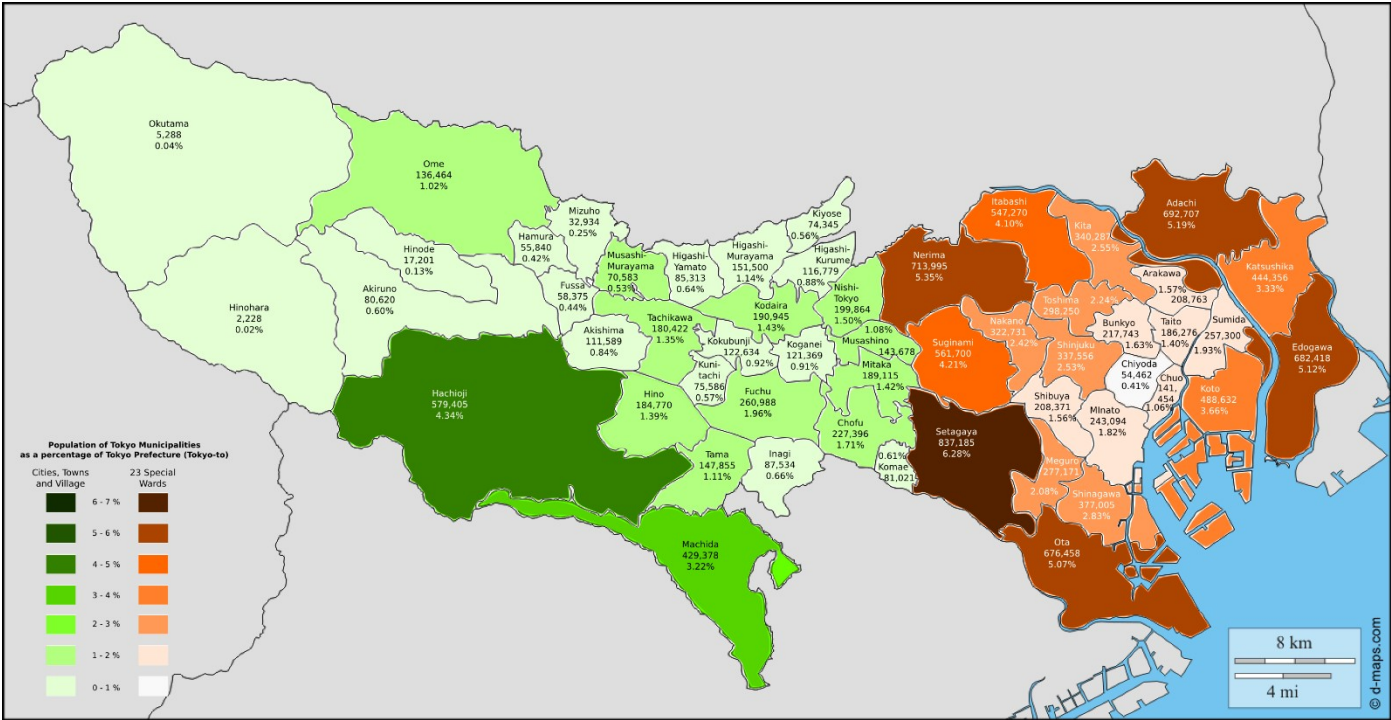 Okutama
5,288
0.04%
Ome
136,464
1.02%
Mizuho
32,934
0.25%
Hamura
55,840
0.42%
Hinode
17,201
0.13%
Hinohara
2,228
0.02%
Akiruno
80,620
0.60%
Fussa
58,375
0.44%
Musashi-
Murayama
70,583
0.53%
Higashi-
Yamato
85,313
0.64%
Higashi-
Murayama
151,500
1.14%
Kiyose
74,345
0.56%
Higashi-
Kurume
116,779
0.88%
Nishi-
Tokyo
199,864
1.50%
Akishima
111,589
0.84%
Tachikawa
180,422
1.35%
Kodaira
190,945
1.43%
Kokubunji
122,634
0.92%
Koganei
121,369
0.91%
1.08%
Musashino
143,678
Mitaka
189,115
1.42%
Kuni-
tachi
75,586
0.57%
Hachioji
579,405
4.34%
Hino
184,770
1.39%
Fuchu
260,988
1.96%
Chofu
227,396
1.71%
Tama
147,855
1.11%
Inagi
87,534
0.66%
0.61%
Komae
81,021
Machida
429,378
3.22%
Nerima
713,995
5.35%
Itabashi
547,270
4.10%
Kita
340,287
2.55%
Adachi
692,707
5.19%
Katsushika
444,356
3.33%
Arakawa
1.57%
208,763
Toshima
2.24%
298,250
Nakano
322,731
2.42%
Bunkyo
217,743
1.63%
Taito
186,276
1.40%
Sumida
257,300
1.93%
Edogawa
682,418
5.12%
Suginami
561,700
4.21%
Shinjuku
337,556
2.53%
Chiyoda
54,462
0.41%
Chuo
141,
454
1.06%
Koto
488,632
3.66%
Shibuya
208,371
1.56%
MInato
243,094
1.82%
Setagaya
837,185
6.28%
Meguro
277,171
2.08%
Shinagawa
377,005
2.83%
Ota
676,458
5.07%
Population of Tokyo Municipalities
as a percentage of Tokyo Prefecture (Tokyo-to)
Cities, Towns
and Village
23 Special
Wards
6 - 7 %
5 - 6 %
4 - 5 %
3 - 4 %
2 - 3 %
1 - 2 %
0 - 1 %
8 km
4 mi
© d-maps.com